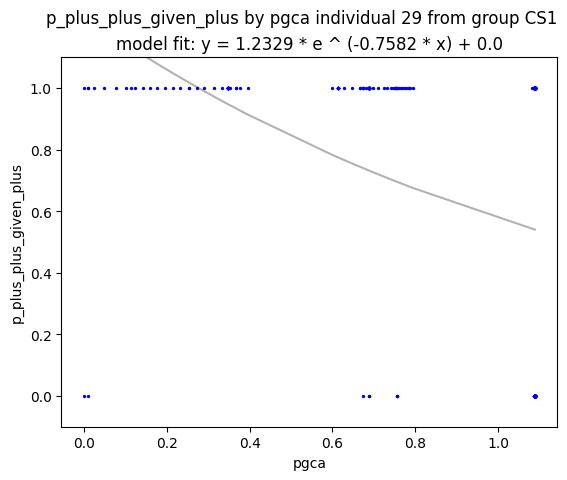 p_plus_plus_given_plus by pgca individual 29 from group CS1
model fit: y = 1.2329 * e ^ (-0.7582 * x) + 0.0
p_plus_plus_given_plus
1.0
0.8
0.6
0.4
0.2
0.0
0.0 0.2 0.4 0.6 0.8 1.0
pgca